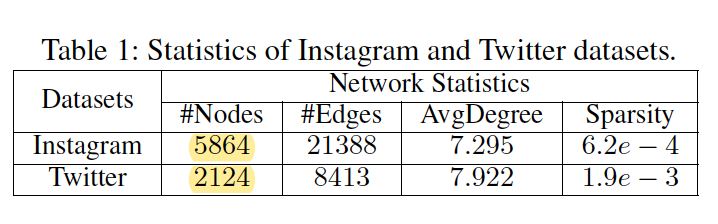 Table 1: Statistics of Instagram and Twitter datasets.
Datasets Network Statistics
#Nodes #Edges AvgDegree Sparsity
Instagram 5864 21388 7.295 6.2e − 4
Twitter 2124 8413 7.922 1.9e − 3